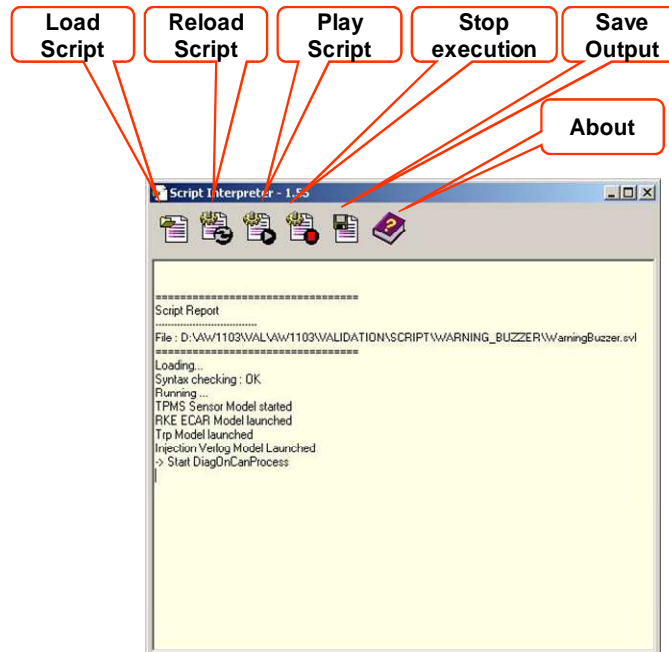 Load Script
Reload Script
Play Script
Stop execution
Save Output
About
Script Interpreter - 1.55
================================
Script Report
--------------------------------
File : D:\AW1103\VAL\AW1103\VALIDATION\SCRIPT\WARNING_BUZZER\WarningBuzzer.svl
================================
Loading...
Syntax checking : OK
Running ...
TPMS Sensor Model started
RKE ECAR Model launched
Trp Model launched
Injection Verlog Model Launched
-> Start DiagOnCanProcess